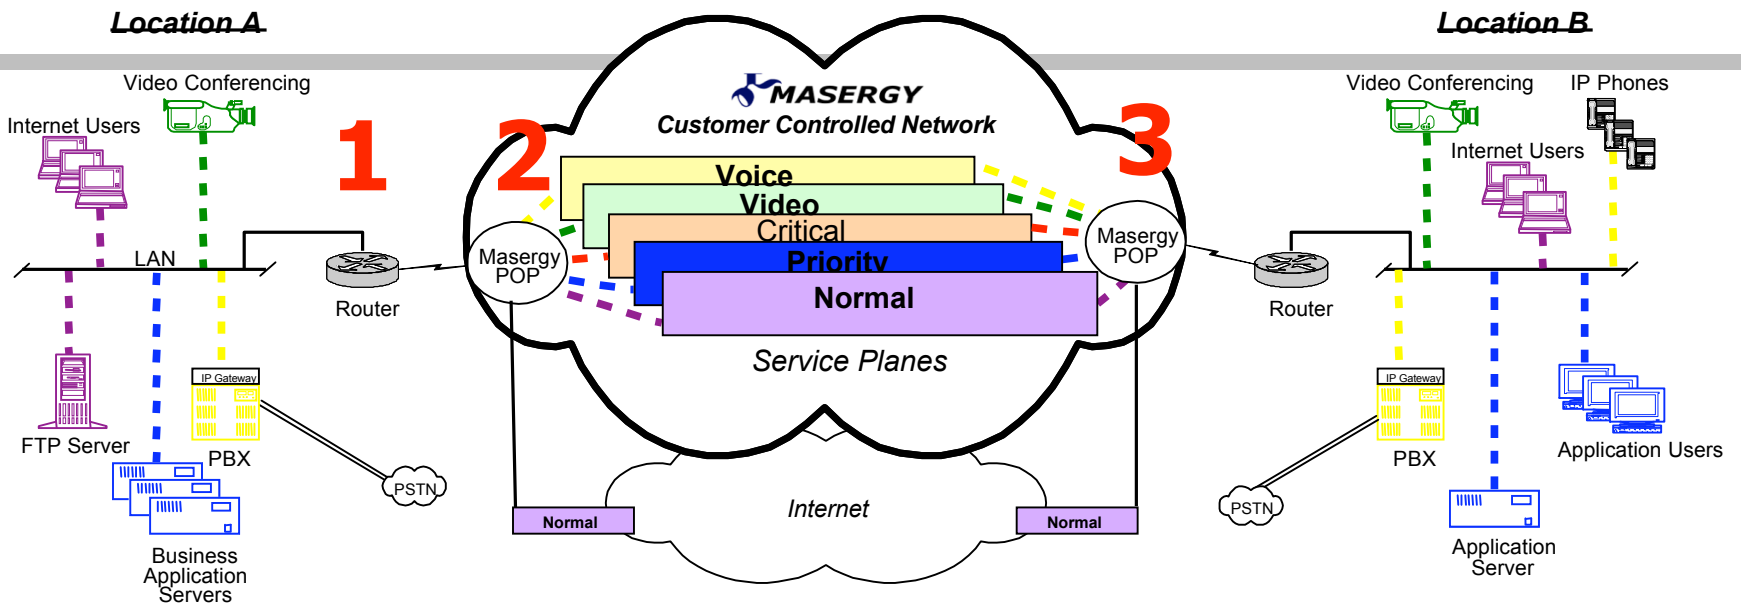 Location A
Location B
Video Conferencing
Internet Users
1
LAN
Router
FTP Server
IP Gateway
PBX
PSTN
Business
Application
Servers
MASERGY
Customer Controlled Network
2
3
Voice
Video
Critical
Priority
Normal
Masergy
POP
Masergy
POP
Service Planes
Internet
Normal
Normal
Video Conferencing
IP Phones
Internet Users
Router
IP Gateway
PBX
PSTN
Application Users
Application
Server